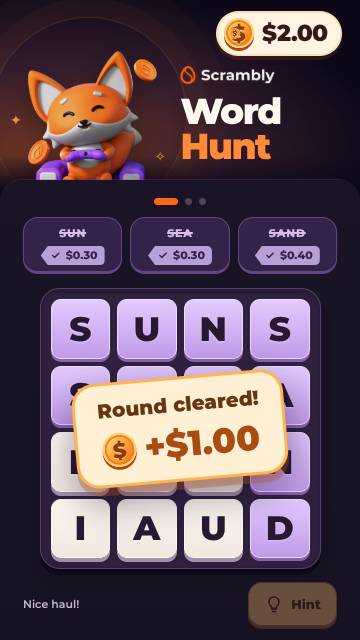 $2.00
Scrambly
Word
Hunt
SUN SEA SAND
$0.30 $0.30 $0.40
S U N S
Round cleared!
+$1.00
I A U D
Nice haul!
Hint